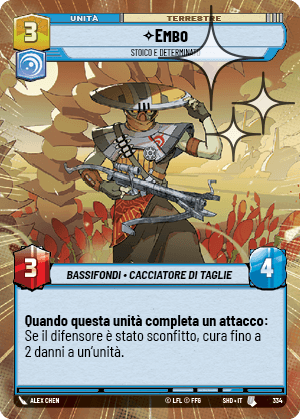 UNITÀ
TERRESTRE
3
✧EMBO
STOICO E DETERMINATO
3
BASSIFONDI • CACCIATORE DI TAGLIE
4
Quando questa unità completa un attacco:
Se il difensore è stato sconfitto, cura fino a
2 danni a un'unità.
ALEX CHEN
© LFL © FFG
SHD • IT
334